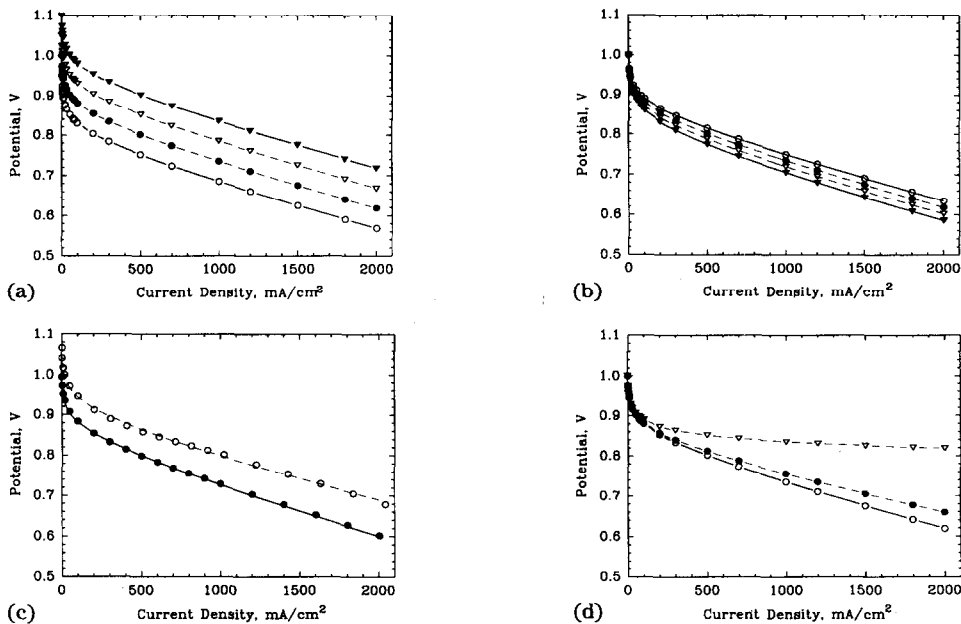 1.1
1.0
0.9
0.8
0.7
0.6
0.5
Potential, V
0 500 1000 1500 2000
(a) Current Density, mA/cm²
1.1
1.0
0.9
0.8
0.7
0.6
0.5
Potential, V
0 500 1000 1500 2000
(b) Current Density, mA/cm²
1.1
1.0
0.9
0.8
0.7
0.6
0.5
Potential, V
0 500 1000 1500 2000
(c) Current Density, mA/cm²
1.1
1.0
0.9
0.8
0.7
0.6
0.5
Potential, V
0 500 1000 1500 2000
(d) Current Density, mA/cm²